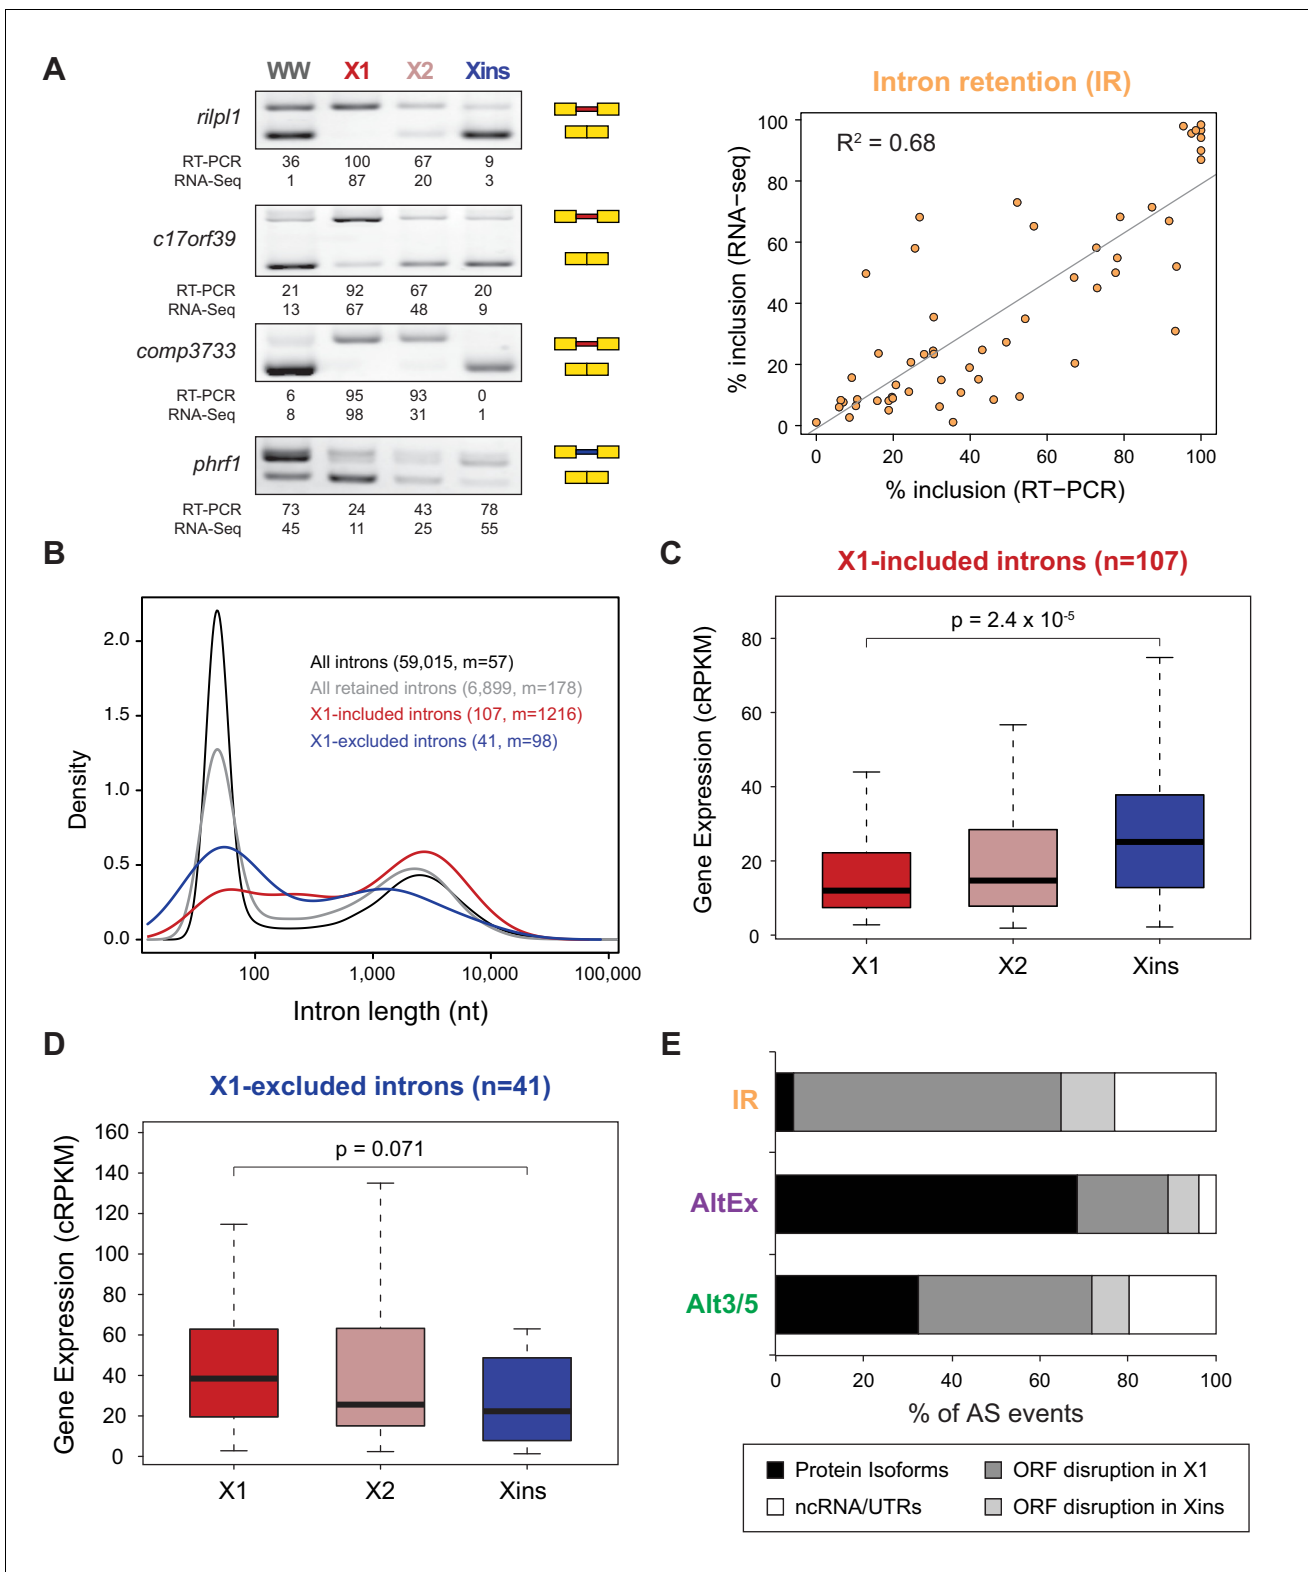 A
WW X1 X2 Xins
rilpl1
RT-PCR 36 100 67 9
RNA-Seq 1 87 20 3
c17orf39
RT-PCR 21 92 67 20
RNA-Seq 13 67 48 9
comp3733
RT-PCR 6 95 93 0
RNA-Seq 8 98 31 1
phrf1
RT-PCR 73 24 43 78
RNA-Seq 45 11 25 55
Intron retention (IR)
R² = 0.68
% inclusion (RNA−seq)
100
80
60
40
20
0
0 20 40 60 80 100
% inclusion (RT−PCR)
B
All introns (59,015, m=57)
All retained introns (6,899, m=178)
X1-included introns (107, m=1216)
X1-excluded introns (41, m=98)
Density
2.0
1.5
1.0
0.5
0.0
100 1,000 10,000 100,000
Intron length (nt)
C
X1-included introns (n=107)
p = 2.4 x 10⁻⁵
Gene Expression (cRPKM)
80
60
40
20
0
X1 X2 Xins
D
X1-excluded introns (n=41)
p = 0.071
Gene Expression (cRPKM)
160
140
120
100
80
60
40
20
0
X1 X2 Xins
E
IR
AltEx
Alt3/5
0 20 40 60 80 100
% of AS events
Protein Isoforms ORF disruption in X1
ncRNA/UTRs ORF disruption in Xins